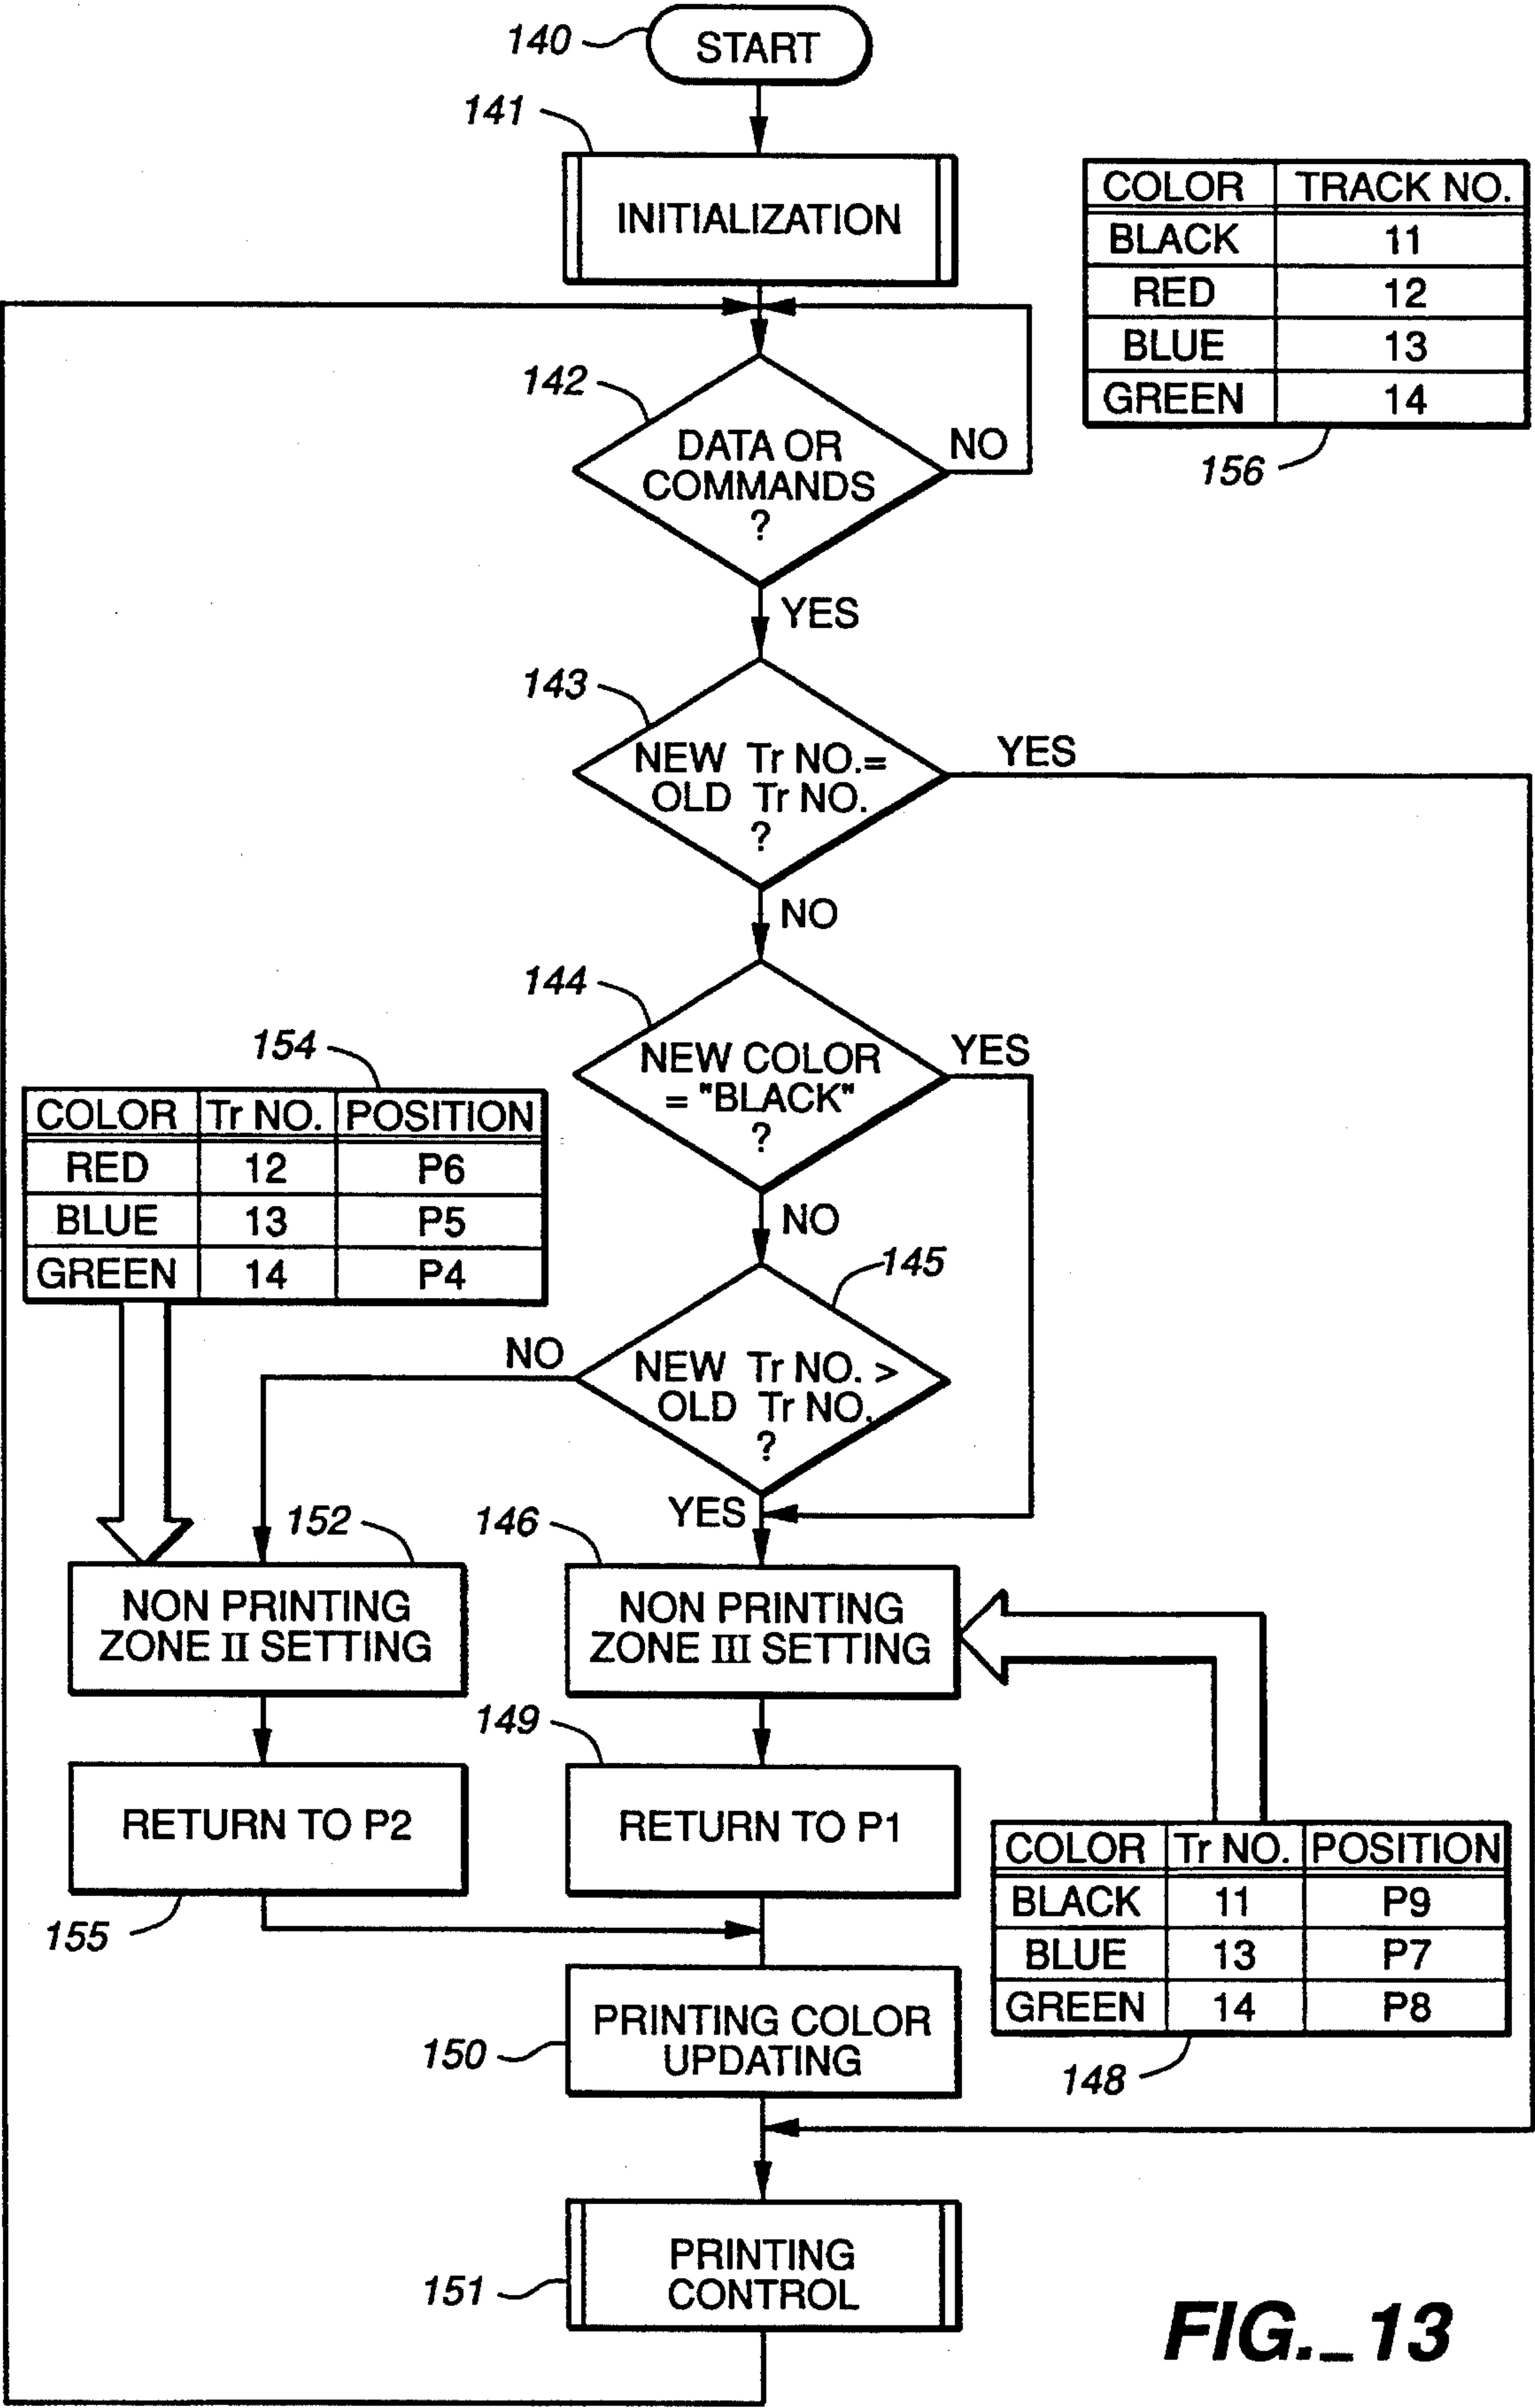 140
START
141
INITIALIZATION
COLOR TRACK NO.
BLACK 11
RED 12
BLUE 13
GREEN 14
156
142
DATA OR
COMMANDS
?
NO
YES
143
NEW Tr NO.=
OLD Tr NO.
?
YES
NO
144
NEW COLOR
= "BLACK"
?
YES
NO
154
COLOR Tr NO. POSITION
RED 12 P6
BLUE 13 P5
GREEN 14 P4
145
NEW Tr NO. >
OLD Tr NO.
?
NO
YES
152
NON PRINTING
ZONE II SETTING
146
NON PRINTING
ZONE III SETTING
RETURN TO P2
155
149
RETURN TO P1
COLOR Tr NO. POSITION
BLACK 11 P9
BLUE 13 P7
GREEN 14 P8
148
150
PRINTING COLOR
UPDATING
151
PRINTING
CONTROL
FIG._13